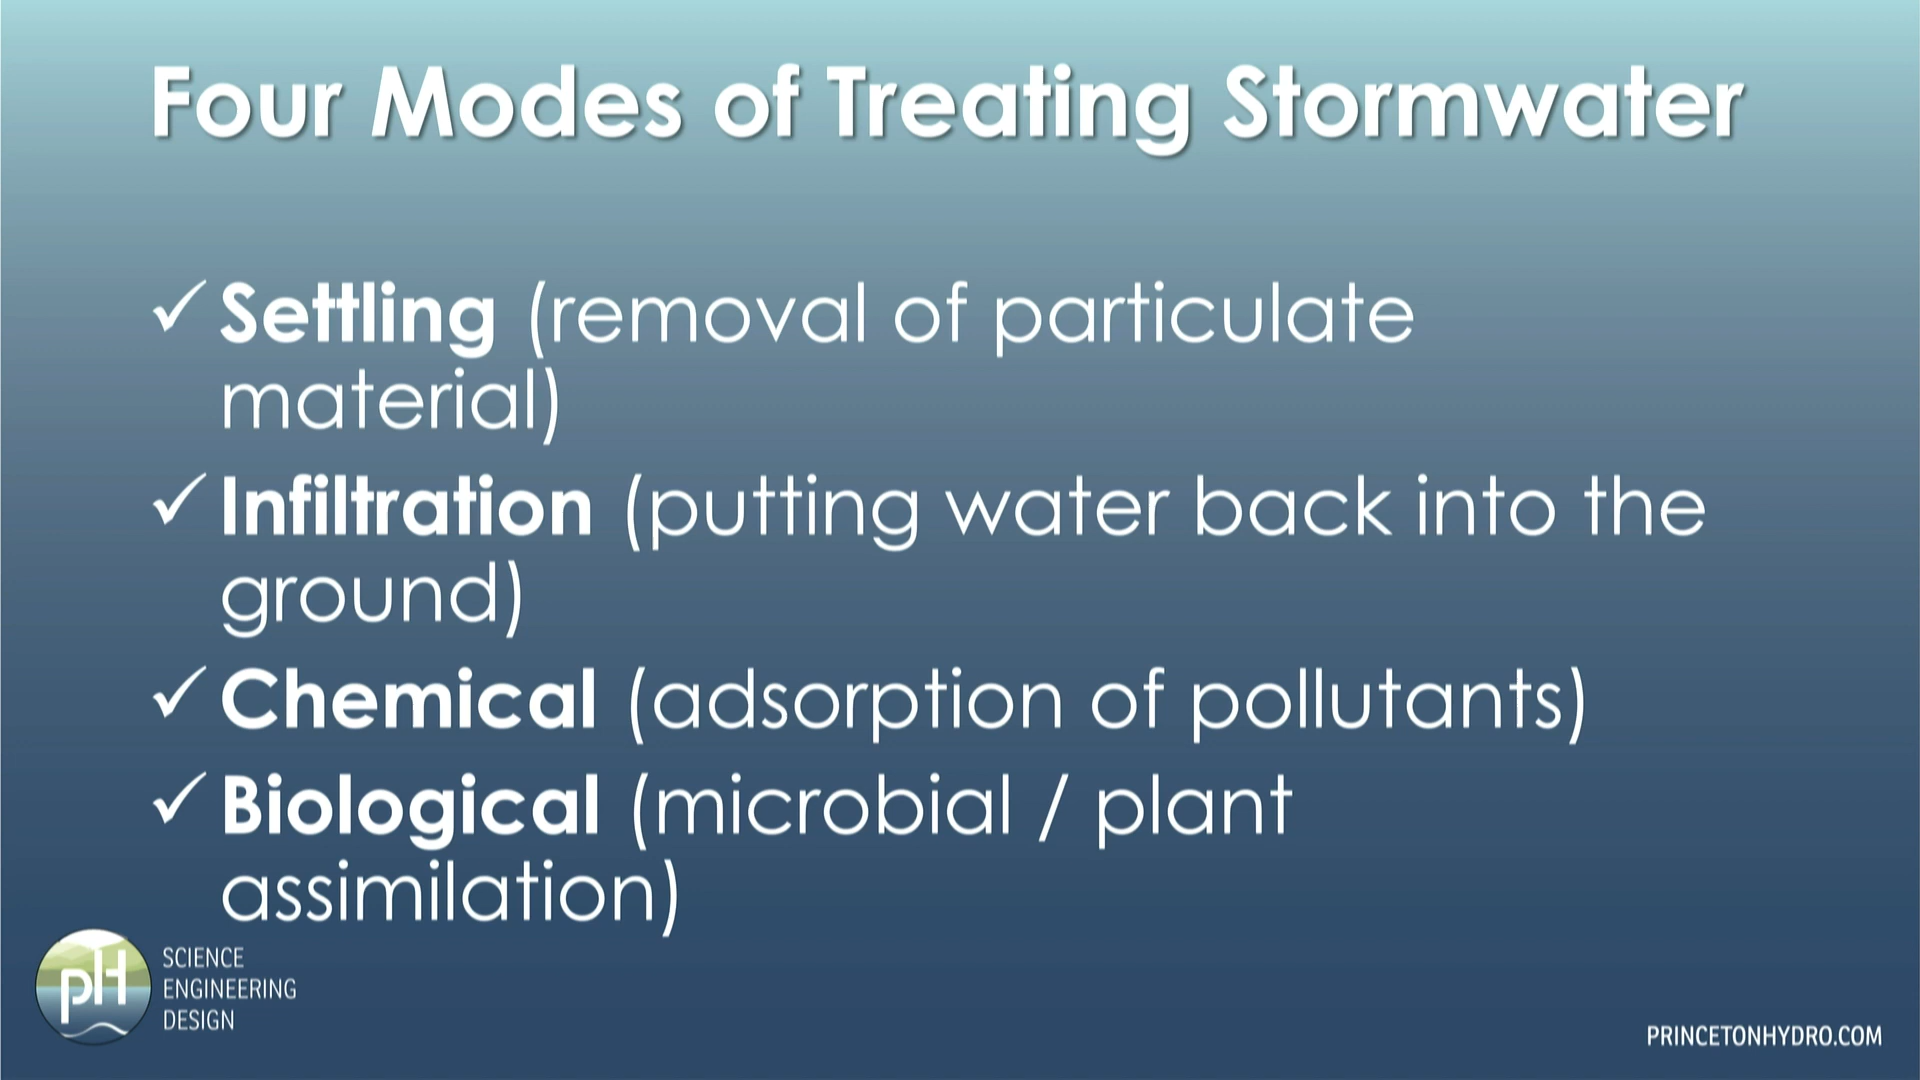 Four Modes of Treating Stormwater
✓ Settling (removal of particulate
material)
✓ Infiltration (putting water back into the
ground)
✓ Chemical (adsorption of pollutants)
✓ Biological (microbial / plant
assimilation)
pH
SCIENCE
ENGINEERING
DESIGN
PRINCETONHYDRO.COM